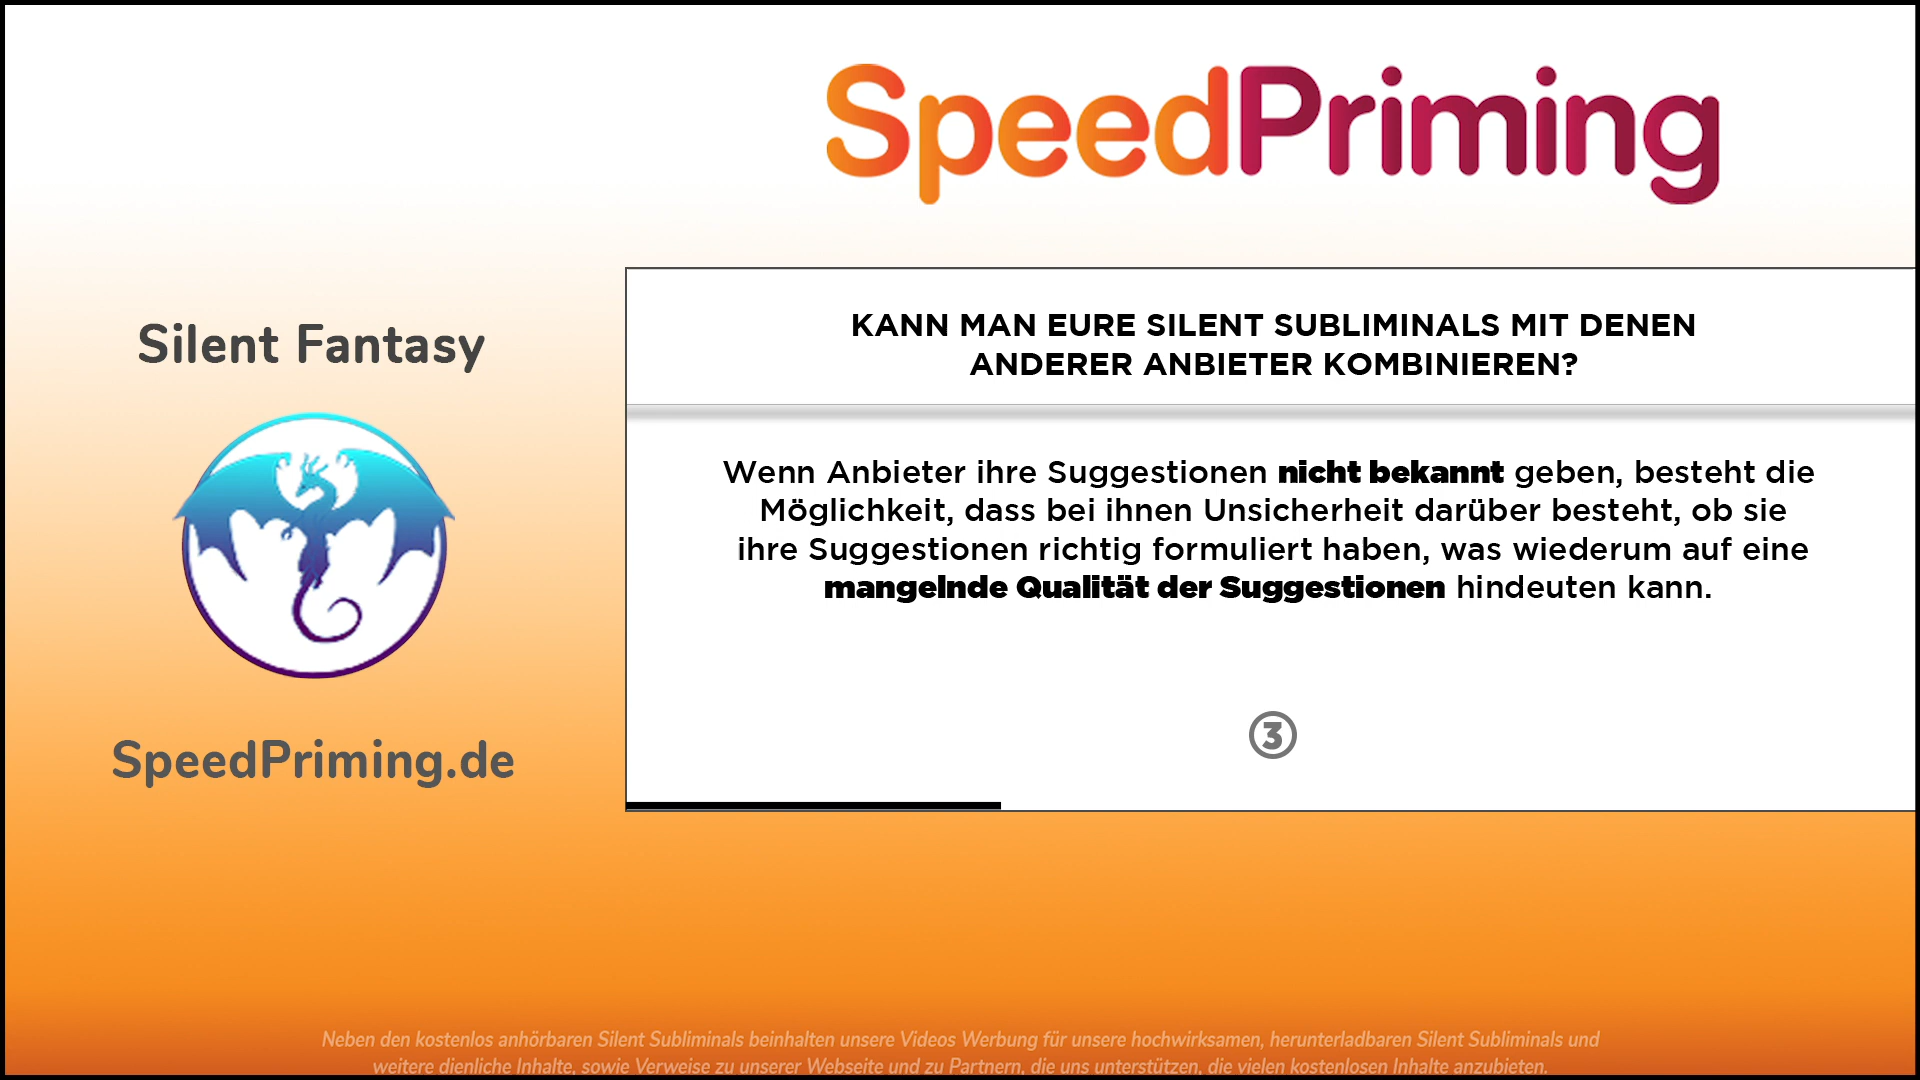 SpeedPriming
Silent Fantasy
SpeedPriming.de
KANN MAN EURE SILENT SUBLIMINALS MIT DENEN
ANDERER ANBIETER KOMBINIEREN?
Wenn Anbieter ihre Suggestionen nicht bekannt geben, besteht die
Möglichkeit, dass bei ihnen Unsicherheit darüber besteht, ob sie
ihre Suggestionen richtig formuliert haben, was wiederum auf eine
mangelnde Qualität der Suggestionen hindeuten kann.
3
Neben den kostenlos anhörbaren Silent Subliminals beinhalten unsere Videos Werbung für unsere hochwirksamen, herunterladbaren Silent Subliminals und
weitere dienliche Inhalte, sowie Verweise zu unserer Webseite und zu Partnern, die uns unterstützen, die vielen kostenlosen Inhalte anzubieten.